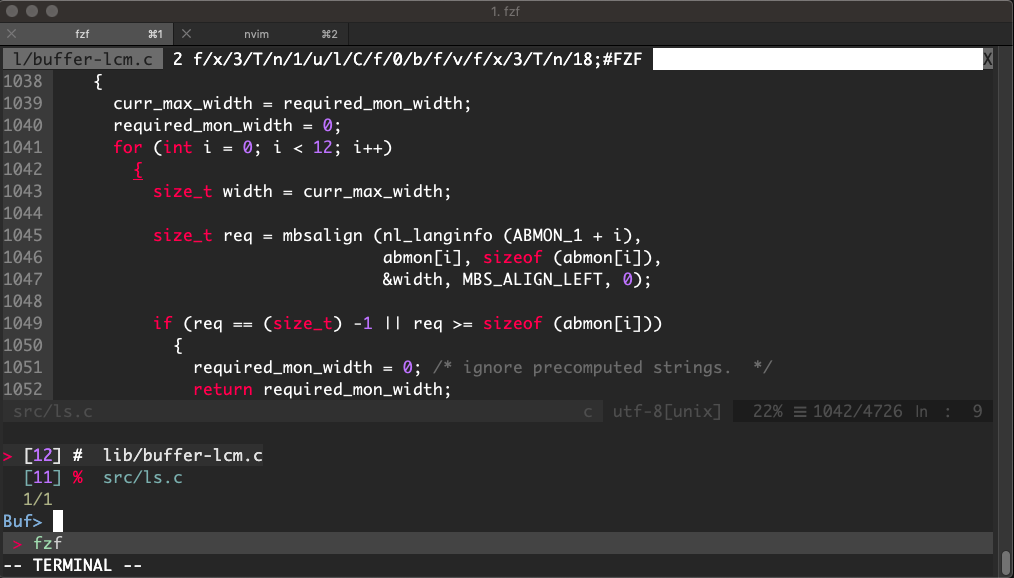 1. fzf
fzf ⌘1 nvim ⌘2
l/buffer-lcm.c 2 f/x/3/T/n/1/u/l/C/f/0/b/f/v/f/x/3/T/n/18;#FZF X
1038 {
1039 curr_max_width = required_mon_width;
1040 required_mon_width = 0;
1041 for (int i = 0; i < 12; i++)
1042 {
1043 size_t width = curr_max_width;
1044
1045 size_t req = mbsalign (nl_langinfo (ABMON_1 + i),
1046 abmon[i], sizeof (abmon[i]),
1047 &width, MBS_ALIGN_LEFT, 0);
1048
1049 if (req == (size_t) -1 || req >= sizeof (abmon[i]))
1050 {
1051 required_mon_width = 0; /* ignore precomputed strings.  */
1052 return required_mon_width;
src/ls.c c utf-8[unix] 22% ☰ 1042/4726 ln : 9
> [12] # lib/buffer-lcm.c
[11] % src/ls.c
1/1
Buf>
> fzf
-- TERMINAL --